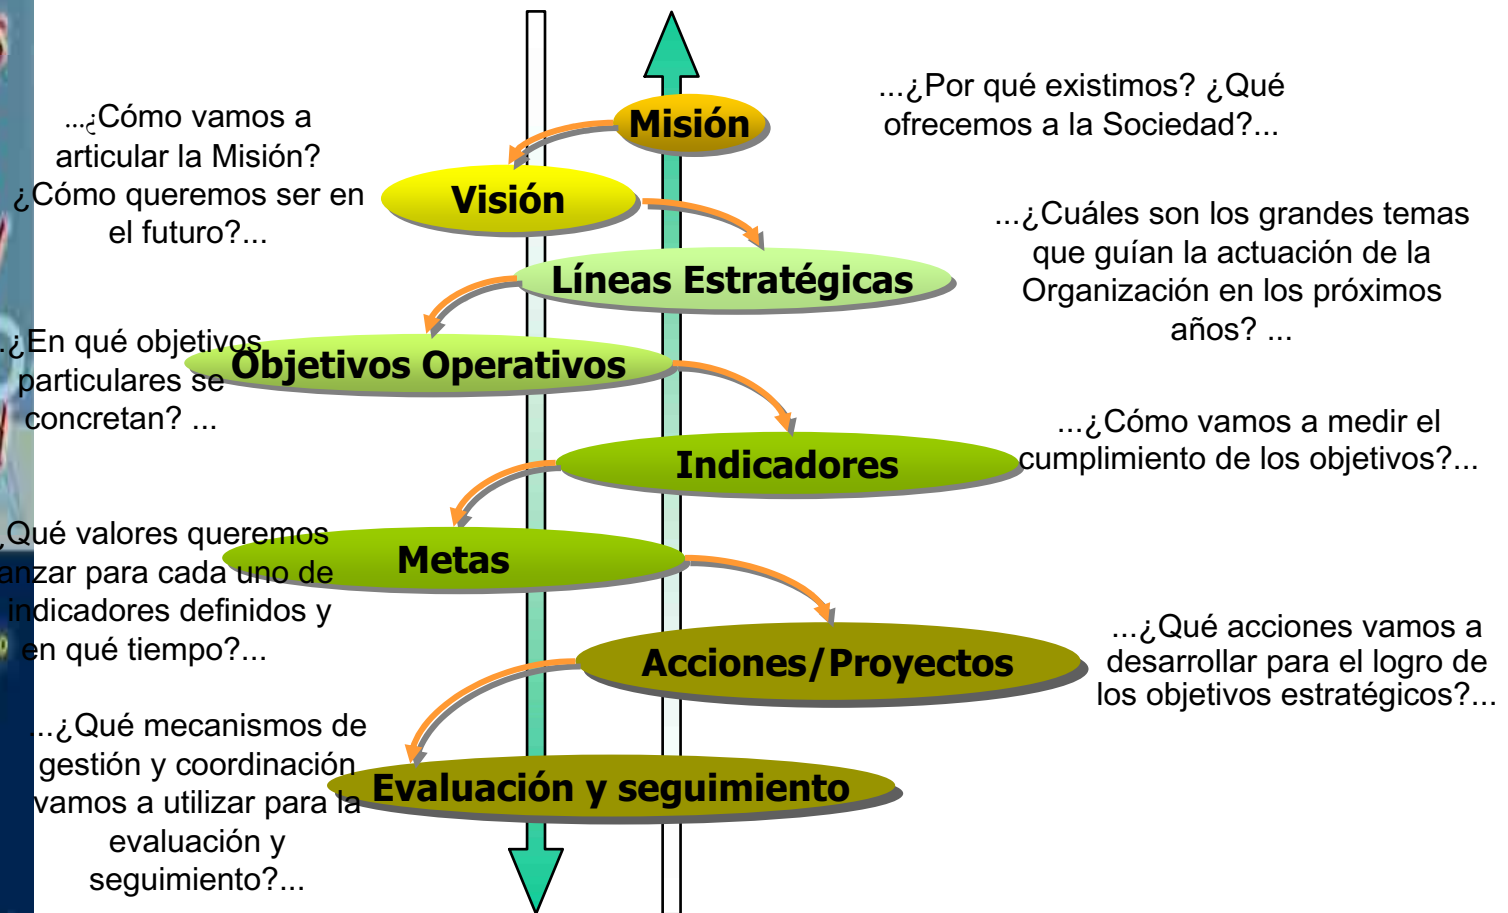 ...¿Por qué existimos? ¿Qué
ofrecemos a la Sociedad?...
Misión
...¿Cómo vamos a
articular la Misión?
¿Cómo queremos ser en
el futuro?...
Visión
...¿Cuáles son los grandes temas
que guían la actuación de la
Organización en los próximos
años? ...
Líneas Estratégicas
..¿En qué objetivos
particulares se
concretan? ...
Objetivos Operativos
...¿Cómo vamos a medir el
cumplimiento de los objetivos?...
Indicadores
¿Qué valores queremos
anzar para cada uno de
indicadores definidos y
en qué tiempo?...
Metas
...¿Qué acciones vamos a
desarrollar para el logro de
los objetivos estratégicos?...
Acciones/Proyectos
...¿Qué mecanismos de
gestión y coordinación
vamos a utilizar para la
evaluación y
seguimiento?...
Evaluación y seguimiento